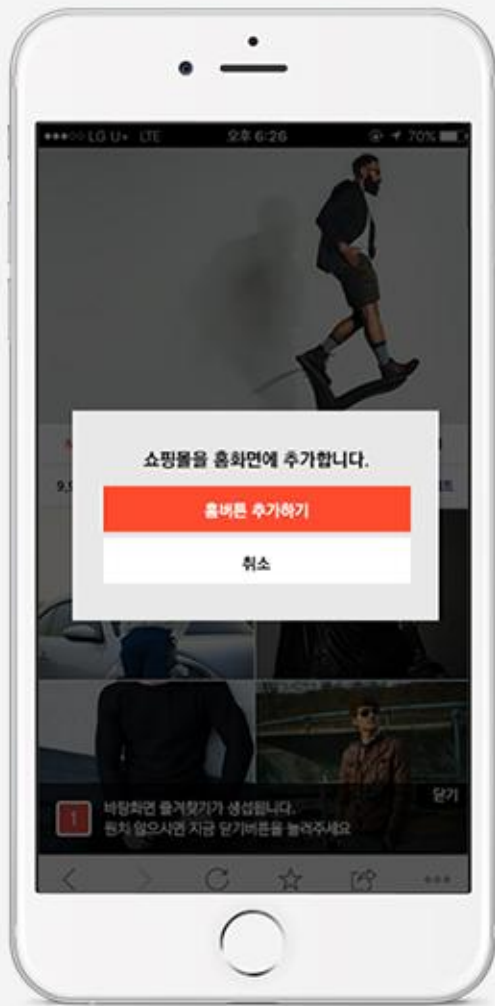 LG U+ LTE 오후 6:26 70%
쇼핑몰을 홈화면에 추가합니다.
9,9
홈버튼 추가하기
취소
닫기
1 바탕화면 즐겨찾기가 생성됩니다.
원치 않으시면 지금 닫기버튼을 눌러주세요